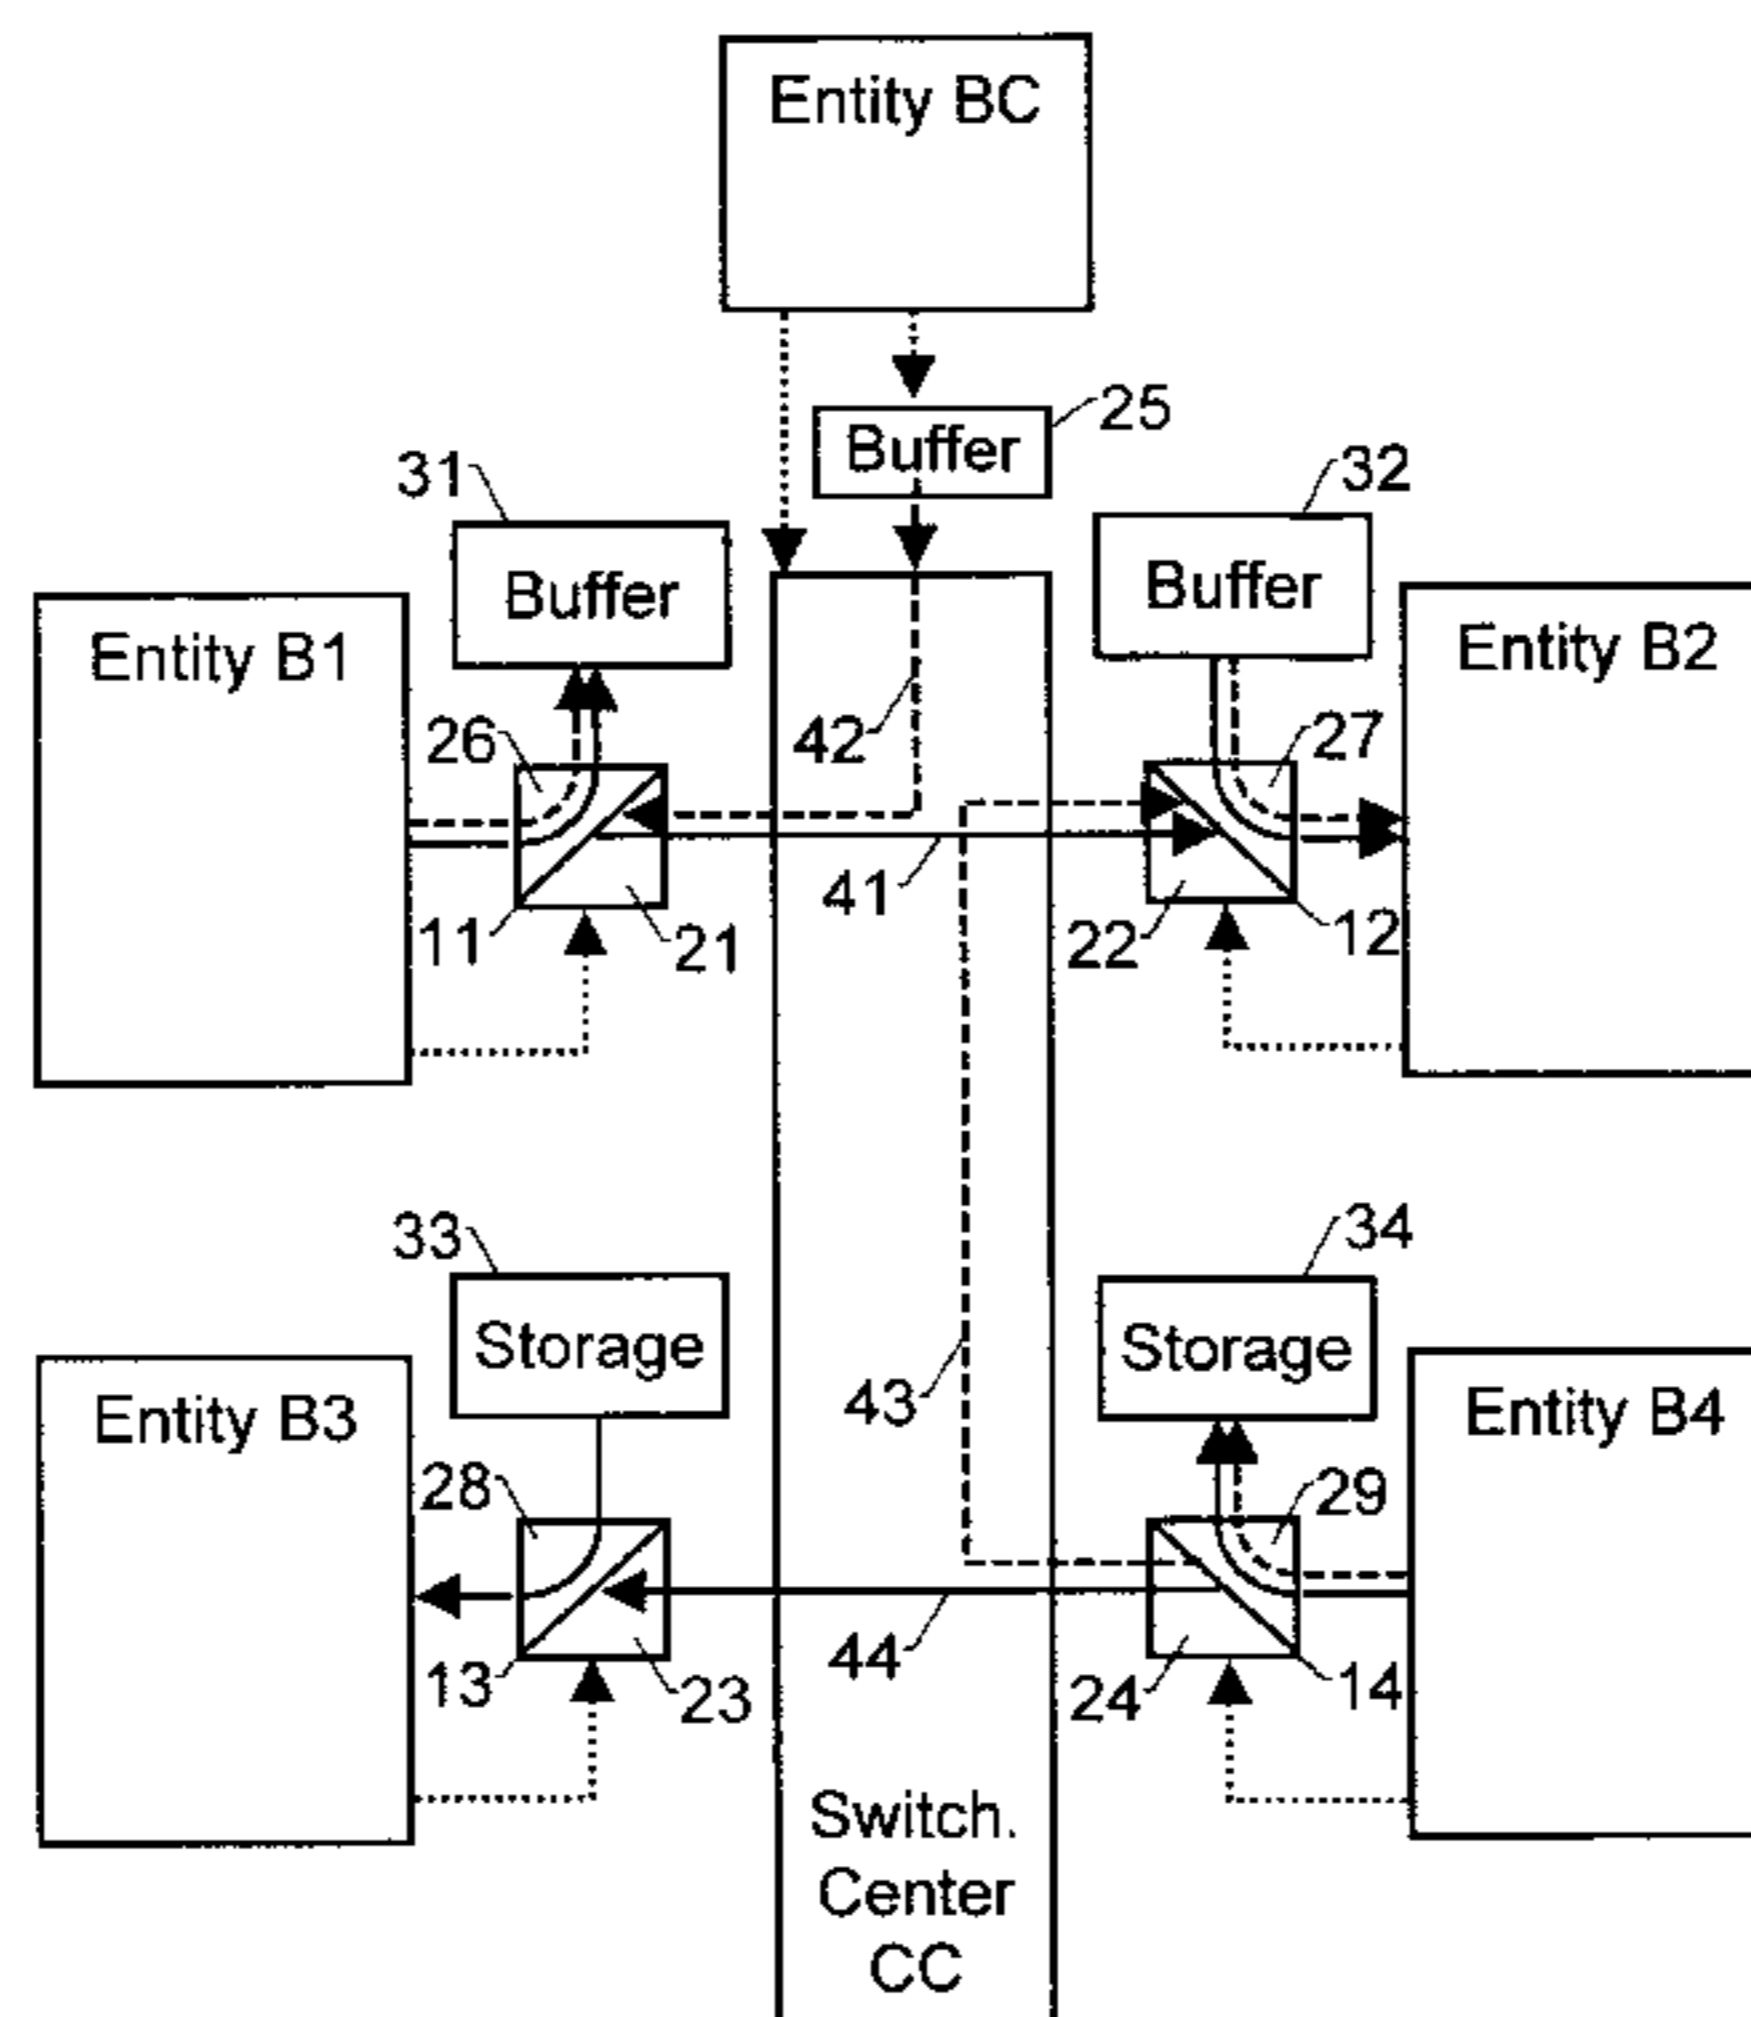 Entity BC
Buffer
25
31
32
Buffer
Buffer
Entity B1
Entity B2
26
42
27
41
11
21
22
12
33
34
Storage
Storage
Entity B3
43
Entity B4
28
29
13
23
44
24
14
Switch.
Center
CC